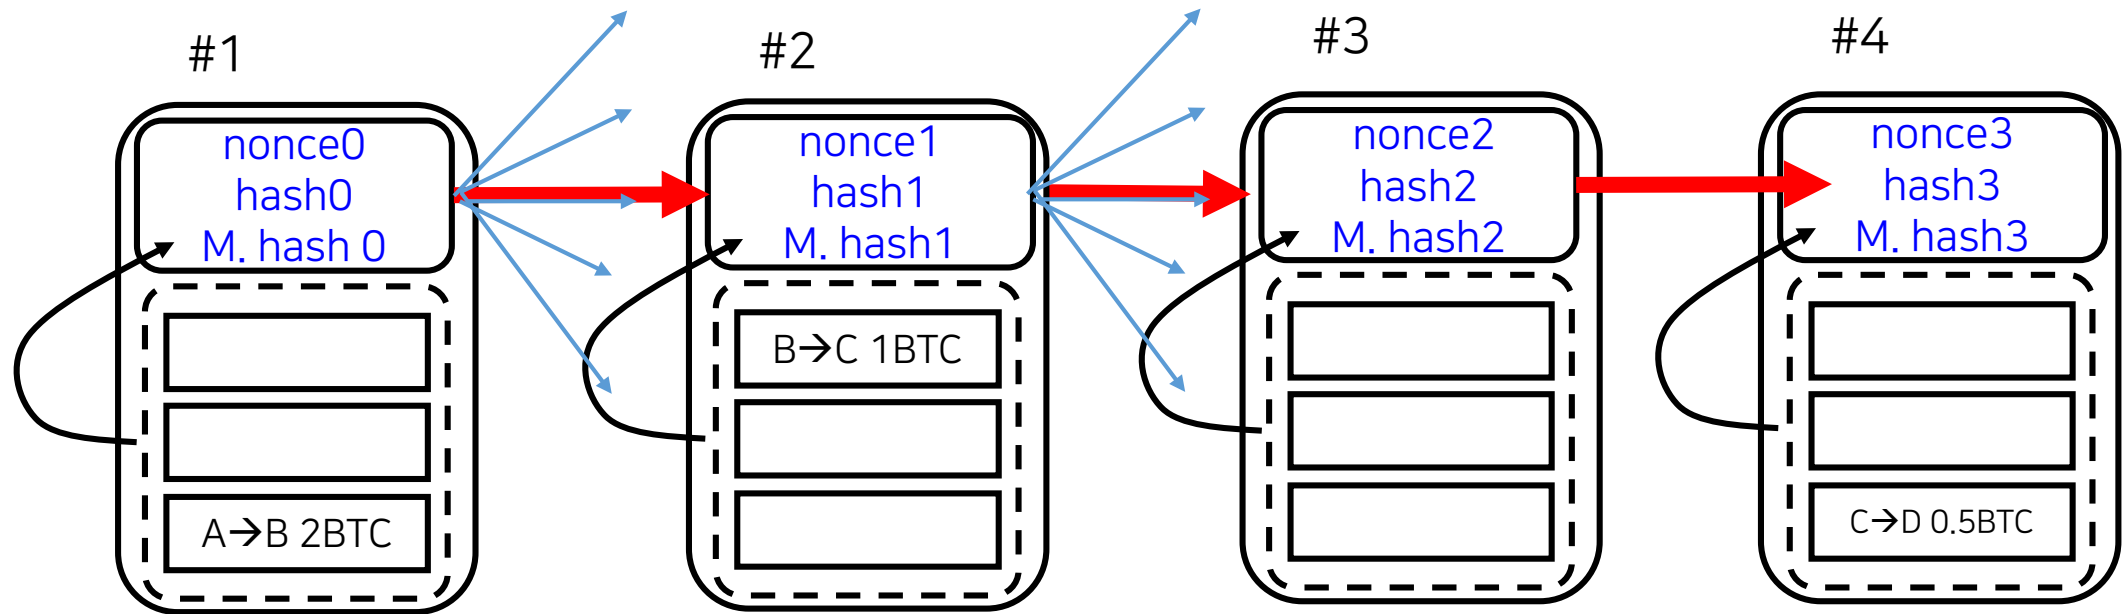 #1
nonce0
hash0
M. hash 0
A→B 2BTC
#2
nonce1
hash1
M. hash1
B→C 1BTC
#3
nonce2
hash2
M. hash2
#4
nonce3
hash3
M. hash3
C→D 0.5BTC